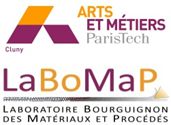 ARTS
ET MÉTIERS
ParisTech
Cluny
LaBoMaP
LABORATOIRE BOURGUIGNON
DES MATÉRIAUX ET PROCÉDÉS